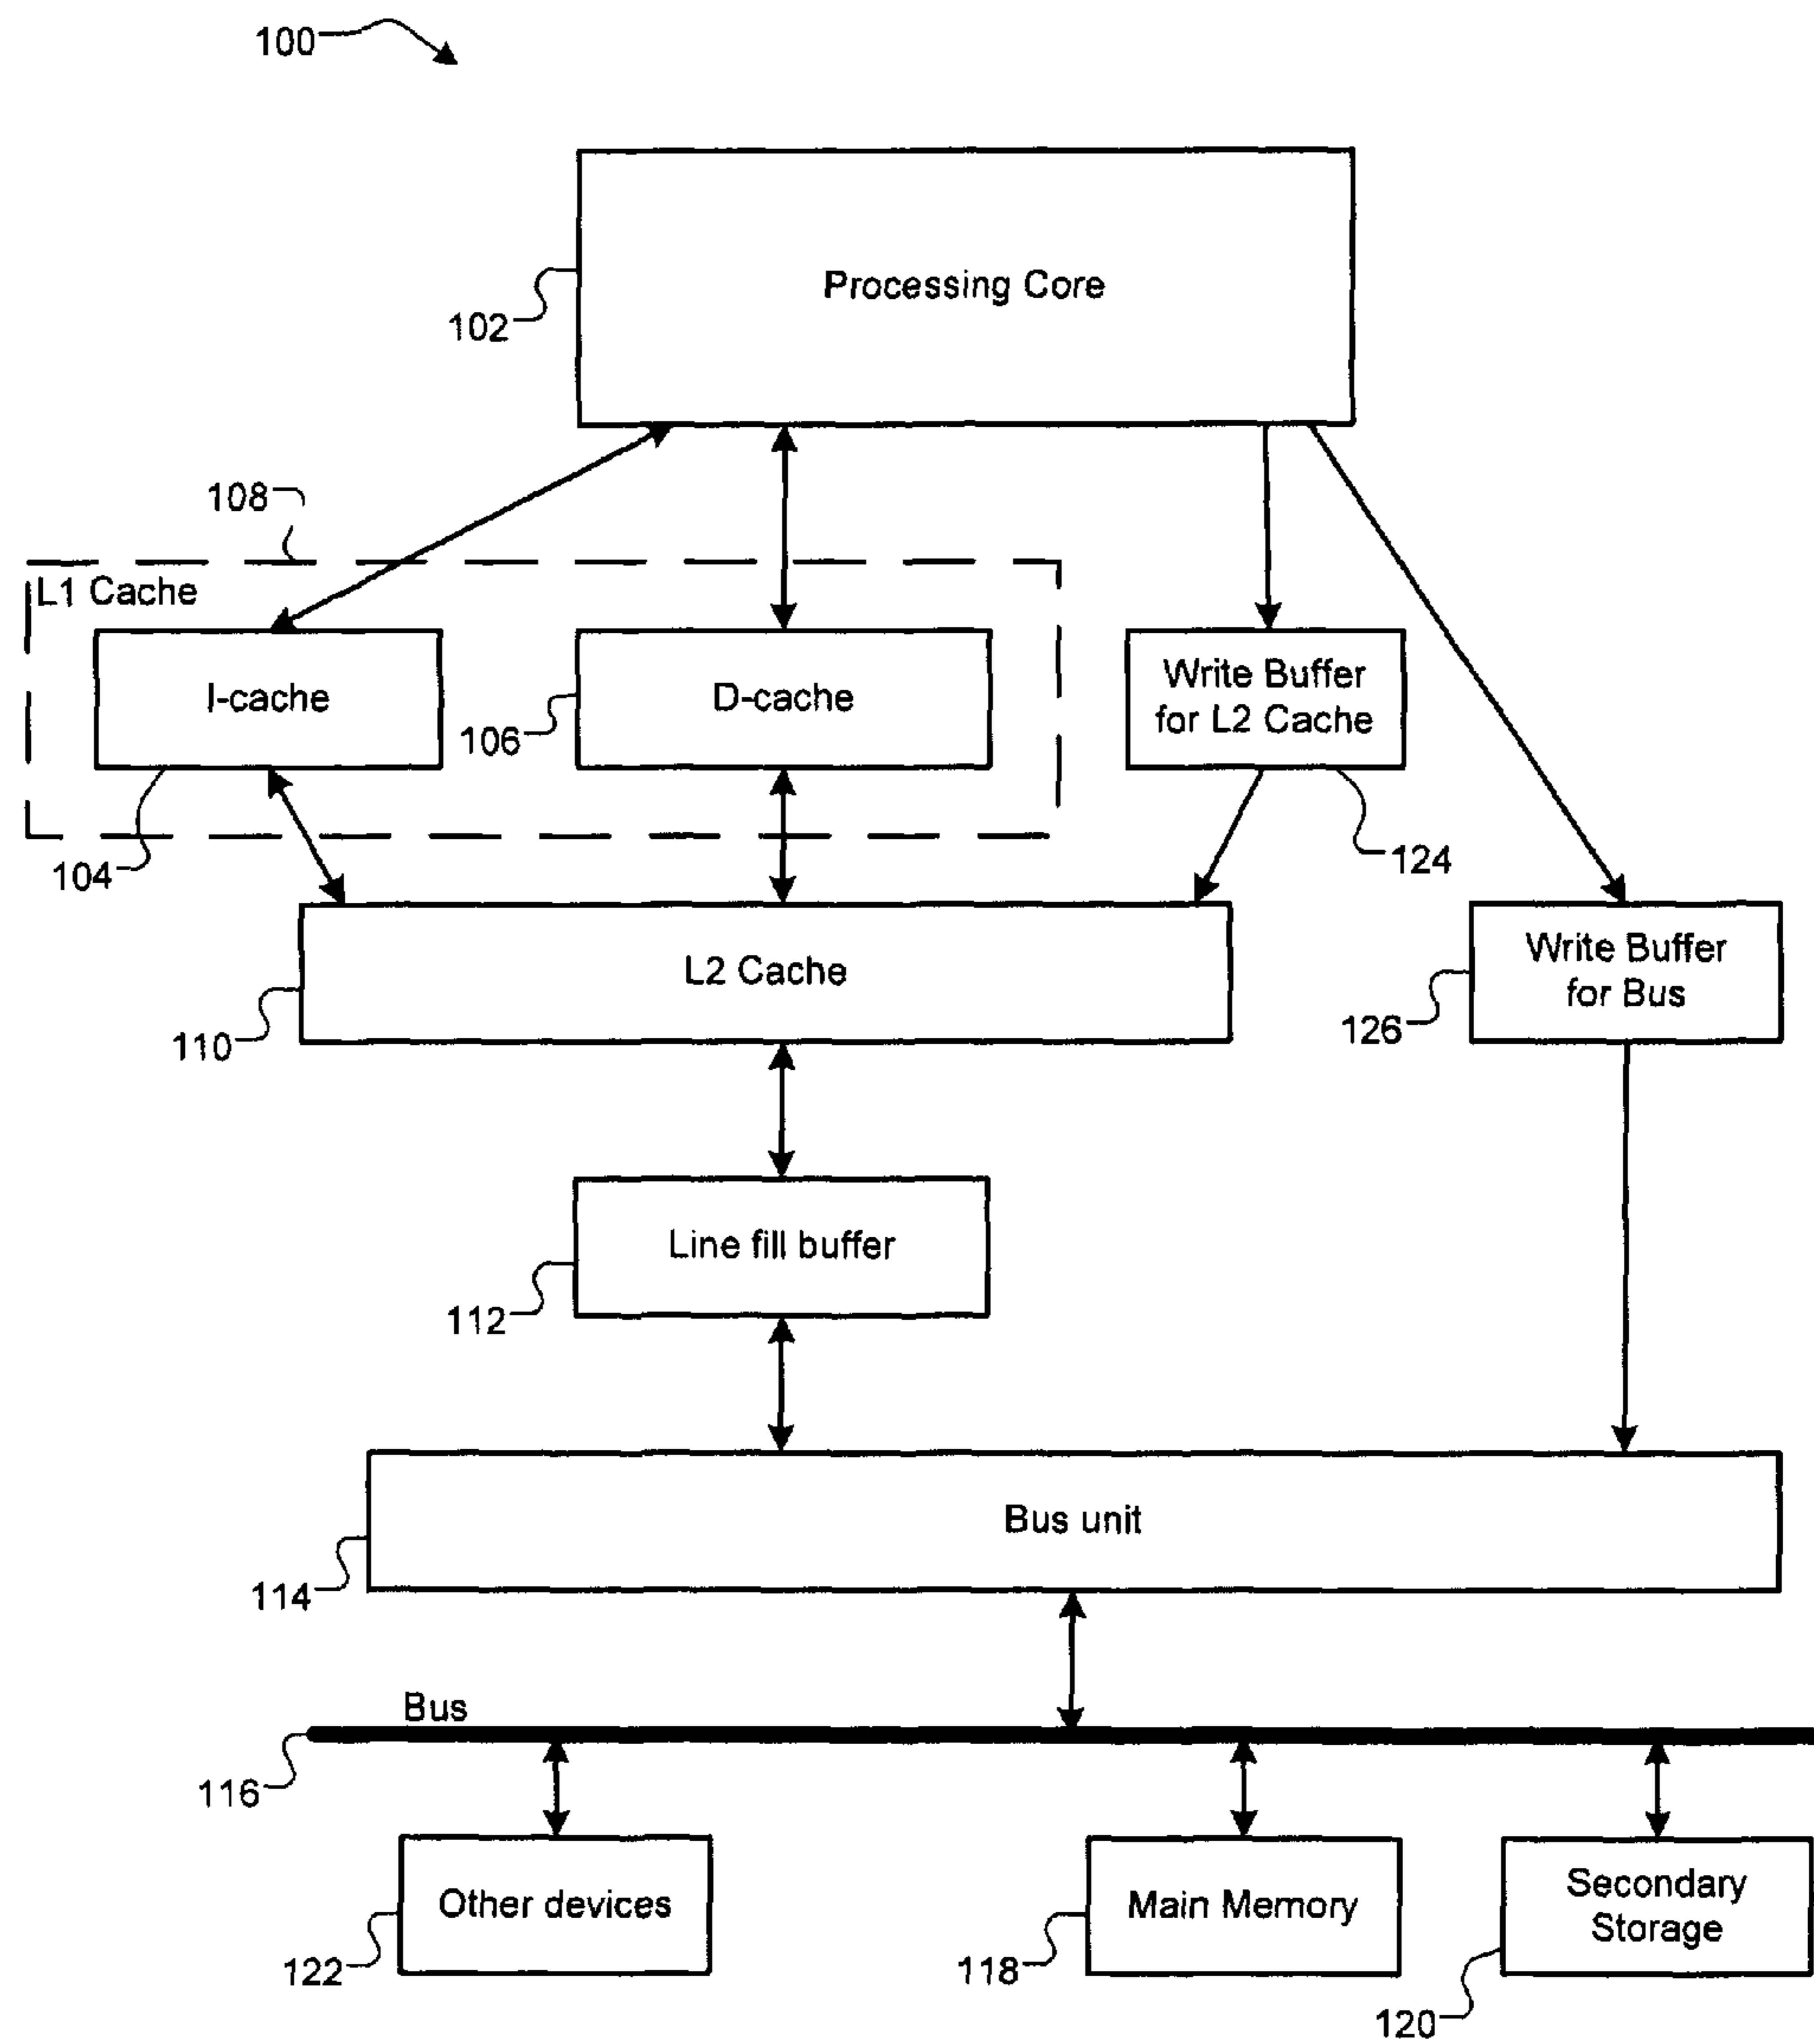 100
Processing Core
102
108
L1 Cache
I-cache
D-cache
106
Write Buffer
for L2 Cache
104
124
L2 Cache
110
Write Buffer
for Bus
126
Line fill buffer
112
Bus unit
114
Bus
116
Other devices
122
Main Memory
118
Secondary
Storage
120